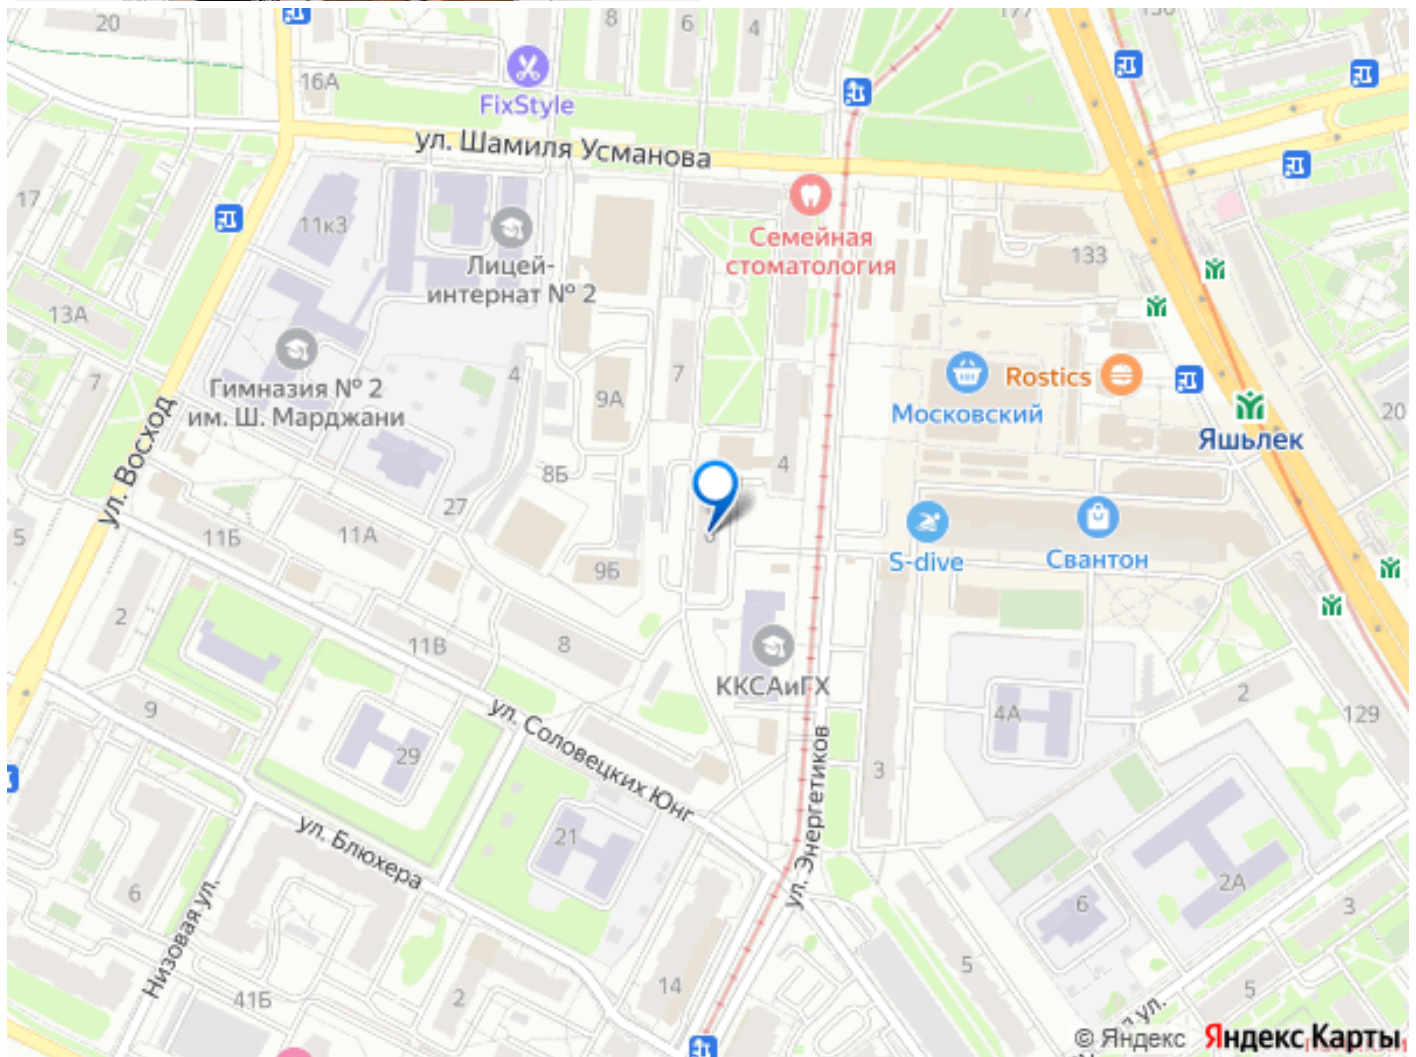 20
8
6
4
177
16А
FixStyle
ул. Шамиля Усманова
17
11к3
Лицей-
интернат № 2
Семейная
стоматология
133
13А
7
Гимназия № 2
им. Ш. Марджани
4
9А
7
Московский
Rostics
20
Яшьлек
ул. Восход
8Б
4
27
5
11Б
11А
9Б
S-dive
Свантон
2
11В
8
ККСАиГХ
4А
2
129
9
29
ул. Соловецких Юнг
3
ул. Энергетиков
ул. Блюхера
21
6
Низовая ул.
6
2А
3
41Б
2
14
5
5
ул.
© Яндекс Яндекс Карты